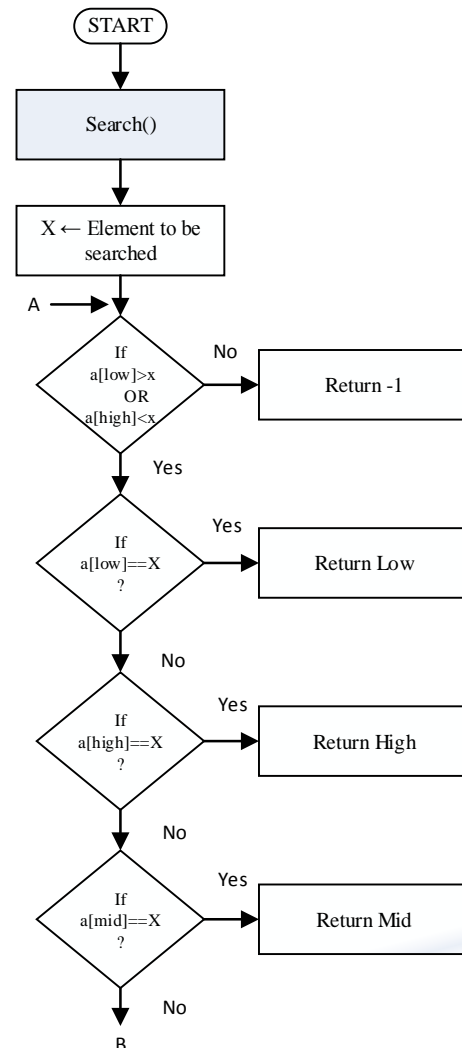 START
Search()
X ← Element to be
searched
A
If
a[low]>x
OR
a[high]<x
No
Return -1
Yes
If
a[low]==X
?
Yes
Return Low
No
If
a[high]==X
?
Yes
Return High
No
If
a[mid]==X
?
Yes
Return Mid
No
B